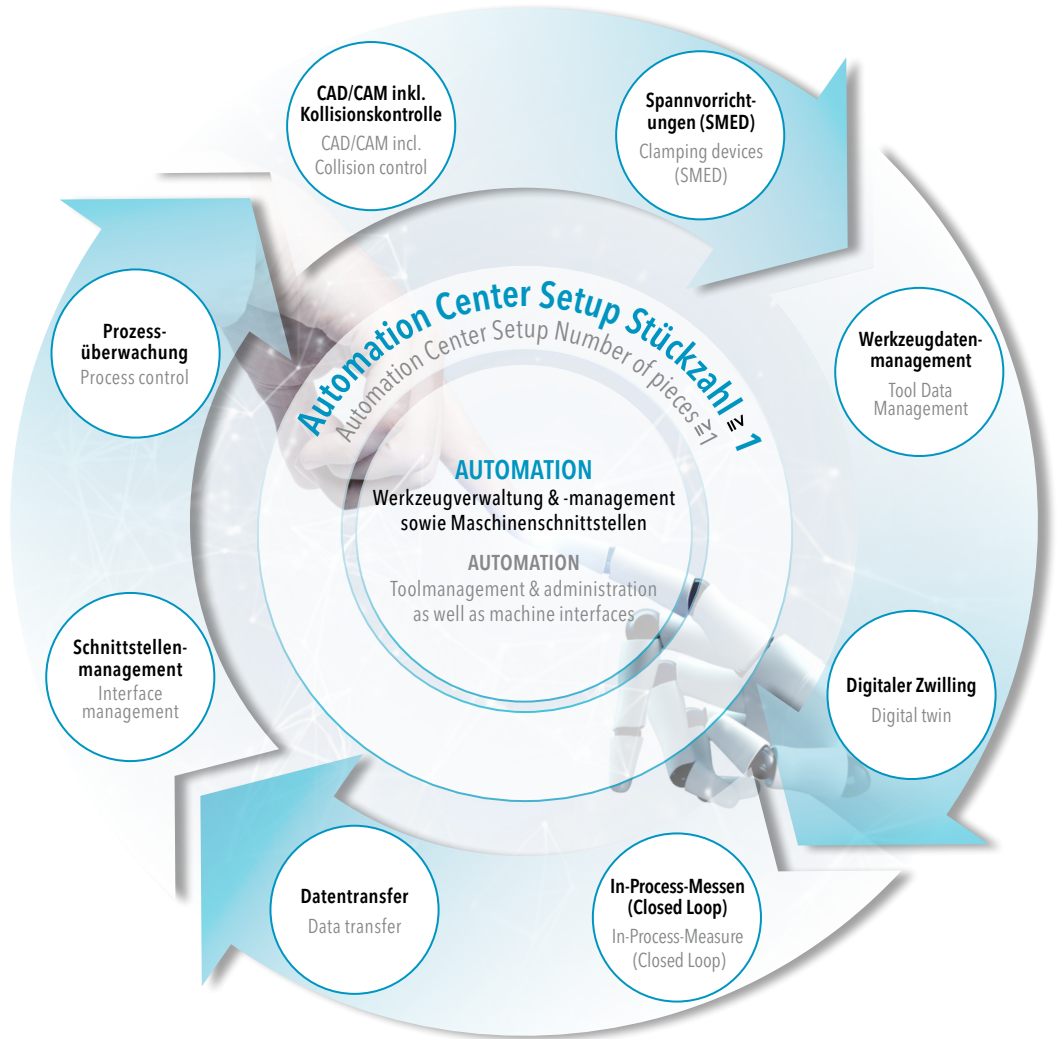 CAD/CAM inkl.
Kollisionskontrolle
CAD/CAM incl.
Collision control
Spannvorricht-
ungen (SMED)
Clamping devices
(SMED)
Werkzeugdaten-
management
Tool Data
Management
Digitaler Zwilling
Digital twin
In-Process-Messen
(Closed Loop)
In-Process-Measure
(Closed Loop)
Datentransfer
Data transfer
Schnittstellen-
management
Interface
management
Prozess-
überwachung
Process control
Automation Center Setup Stückzahl ≧ 1
Automation Center Setup Number of pieces ≧1
AUTOMATION
Werkzeugverwaltung & -management
sowie Maschinenschnittstellen
AUTOMATION
Toolmanagement & administration
as well as machine interfaces